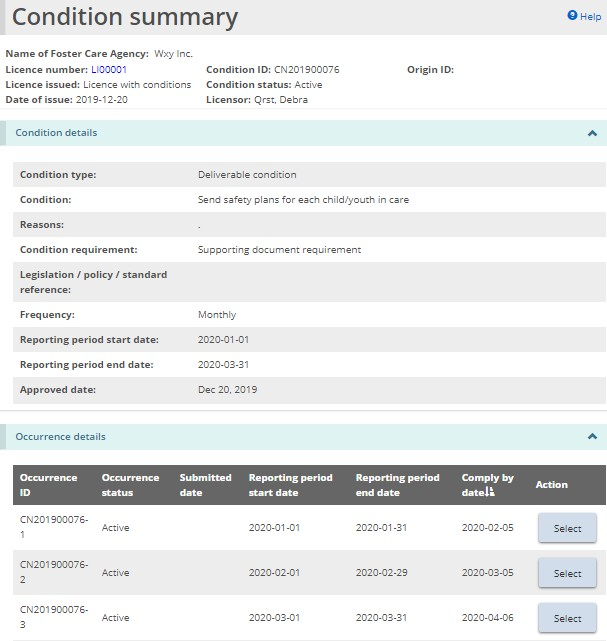 Condition summary
Help
Name of Foster Care Agency: Wxy Inc.
Licence number: LI00001 Condition ID: CN201900076 Origin ID:
Licence issued: Licence with conditions Condition status: Active
Date of issue: 2019-12-20 Licensor: Qrst, Debra
Condition details
Condition type: Deliverable condition
Condition: Send safety plans for each child/youth in care
Reasons: .
Condition requirement: Supporting document requirement
Legislation / policy / standard
reference:
Frequency: Monthly
Reporting period start date: 2020-01-01
Reporting period end date: 2020-03-31
Approved date: Dec 20, 2019
Occurrence details
Occurrence Occurrence Submitted Reporting period Reporting period Comply by
ID status date start date end date date Action
CN201900076-
1 Active 2020-01-01 2020-01-31 2020-02-05 Select
CN201900076-
2 Active 2020-02-01 2020-02-29 2020-03-05 Select
CN201900076-
3 Active 2020-03-01 2020-03-31 2020-04-06 Select